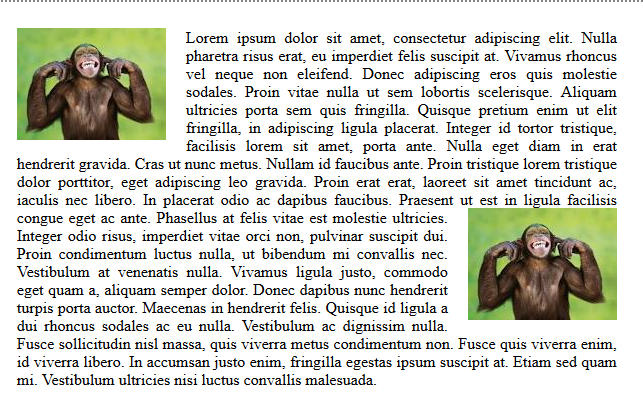 Lorem ipsum dolor sit amet, consectetur adipiscing elit. Nulla
pharetra risus erat, eu imperdiet felis suscipit at. Vivamus rhoncus
vel neque non eleifend. Donec adipiscing eros quis molestie
sodales. Proin vitae nulla ut sem lobortis scelerisque. Aliquam
ultricies porta sem quis fringilla. Quisque pretium enim ut elit
fringilla, in adipiscing ligula placerat. Integer id tortor tristique,
facilisis lorem sit amet, porta ante. Nulla eget diam in erat
hendrerit gravida. Cras ut nunc metus. Nullam id faucibus ante. Proin tristique lorem tristique
dolor porttitor, eget adipiscing leo gravida. Proin erat erat, laoreet sit amet tincidunt ac,
iaculis nec libero. In placerat odio ac dapibus faucibus. Praesent ut est in ligula facilisis
congue eget ac ante. Phasellus at felis vitae est molestie ultricies.
Integer odio risus, imperdiet vitae orci non, pulvinar suscipit dui.
Proin condimentum luctus nulla, ut bibendum mi convallis nec.
Vestibulum at venenatis nulla. Vivamus ligula justo, commodo
eget quam a, aliquam semper dolor. Donec dapibus nunc hendrerit
turpis porta auctor. Maecenas in hendrerit felis. Quisque id ligula a
dui rhoncus sodales ac eu nulla. Vestibulum ac dignissim nulla.
Fusce sollicitudin nisl massa, quis viverra metus condimentum non. Fusce quis viverra enim,
id viverra libero. In accumsan justo enim, fringilla egestas ipsum suscipit at. Etiam sed quam
mi. Vestibulum ultricies nisi luctus convallis malesuada.